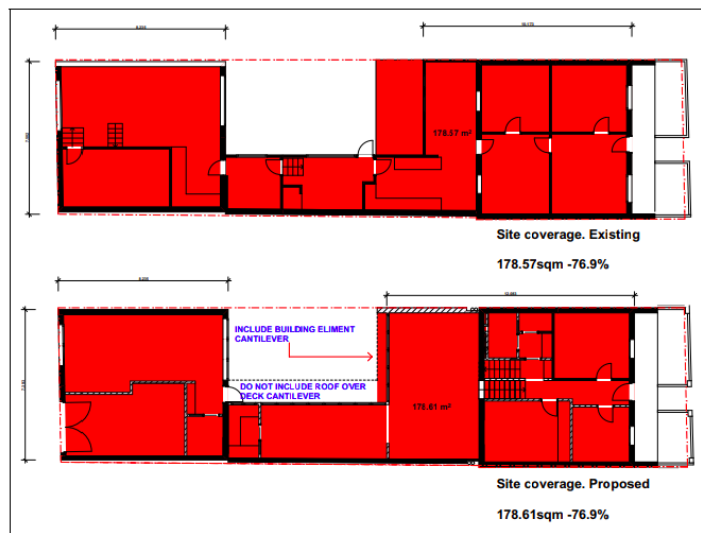 178.57 m²
Site coverage. Existing
178.57sqm -76.9%
INCLUDE BUILDING ELIMENT
CANTILEVER
DO NOT INCLUDE ROOF OVER
DECK CANTILEVER
178.61 m²
Site coverage. Proposed
178.61sqm -76.9%